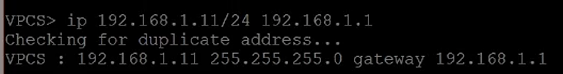 VPCS> ip 192.168.1.11/24 192.168.1.1
Checking for duplicate address...
VPCS : 192.168.1.11 255.255.255.0 gateway 192.168.1.1